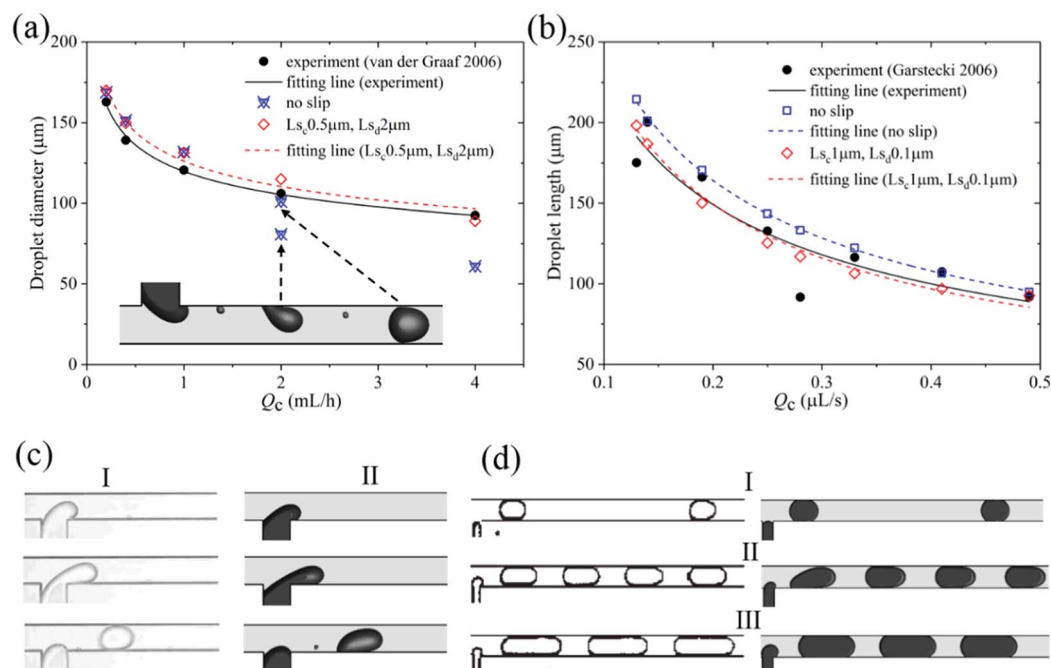 (a)
200
150
100
50
0
Droplet diameter (μm)
experiment (van der Graaf 2006)
fitting line (experiment)
no slip
Lsc0.5μm, Lsd2μm
fitting line (Lsc0.5μm, Lsd2μm)
0 1 2 3 4
Qc (mL/h)
(b)
250
200
150
100
50
Droplet length (μm)
experiment (Garstecki 2006)
fitting line (experiment)
no slip
fitting line (no slip)
Lsc1μm, Lsd0.1μm
fitting line (Lsc1μm, Lsd0.1μm)
0.1 0.2 0.3 0.4 0.5
Qc (μL/s)
(c)
I
II
(d)
I
II
III